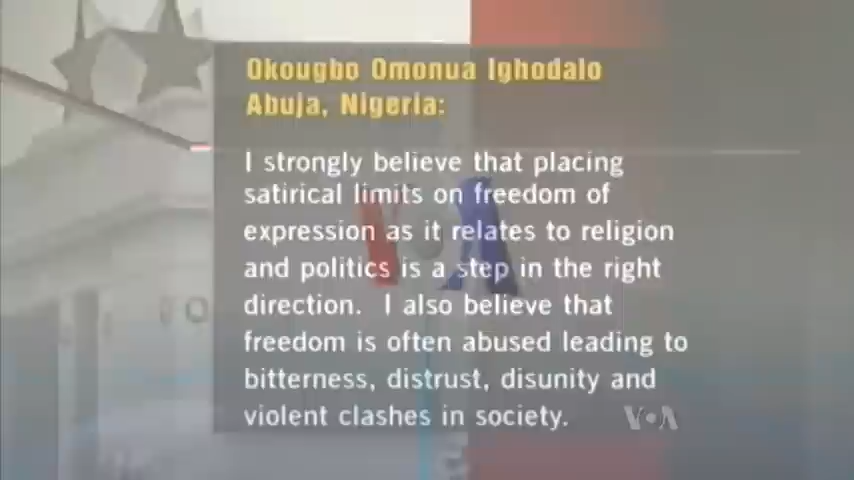 Okougbo Omonua Ighodalo
Abuja, Nigeria:
I strongly believe that placing
satirical limits on freedom of
expression as it relates to religion
and politics is a step in the right
direction.  I also believe that
freedom is often abused leading to
bitterness, distrust, disunity and
violent clashes in society.
VOA
VOA